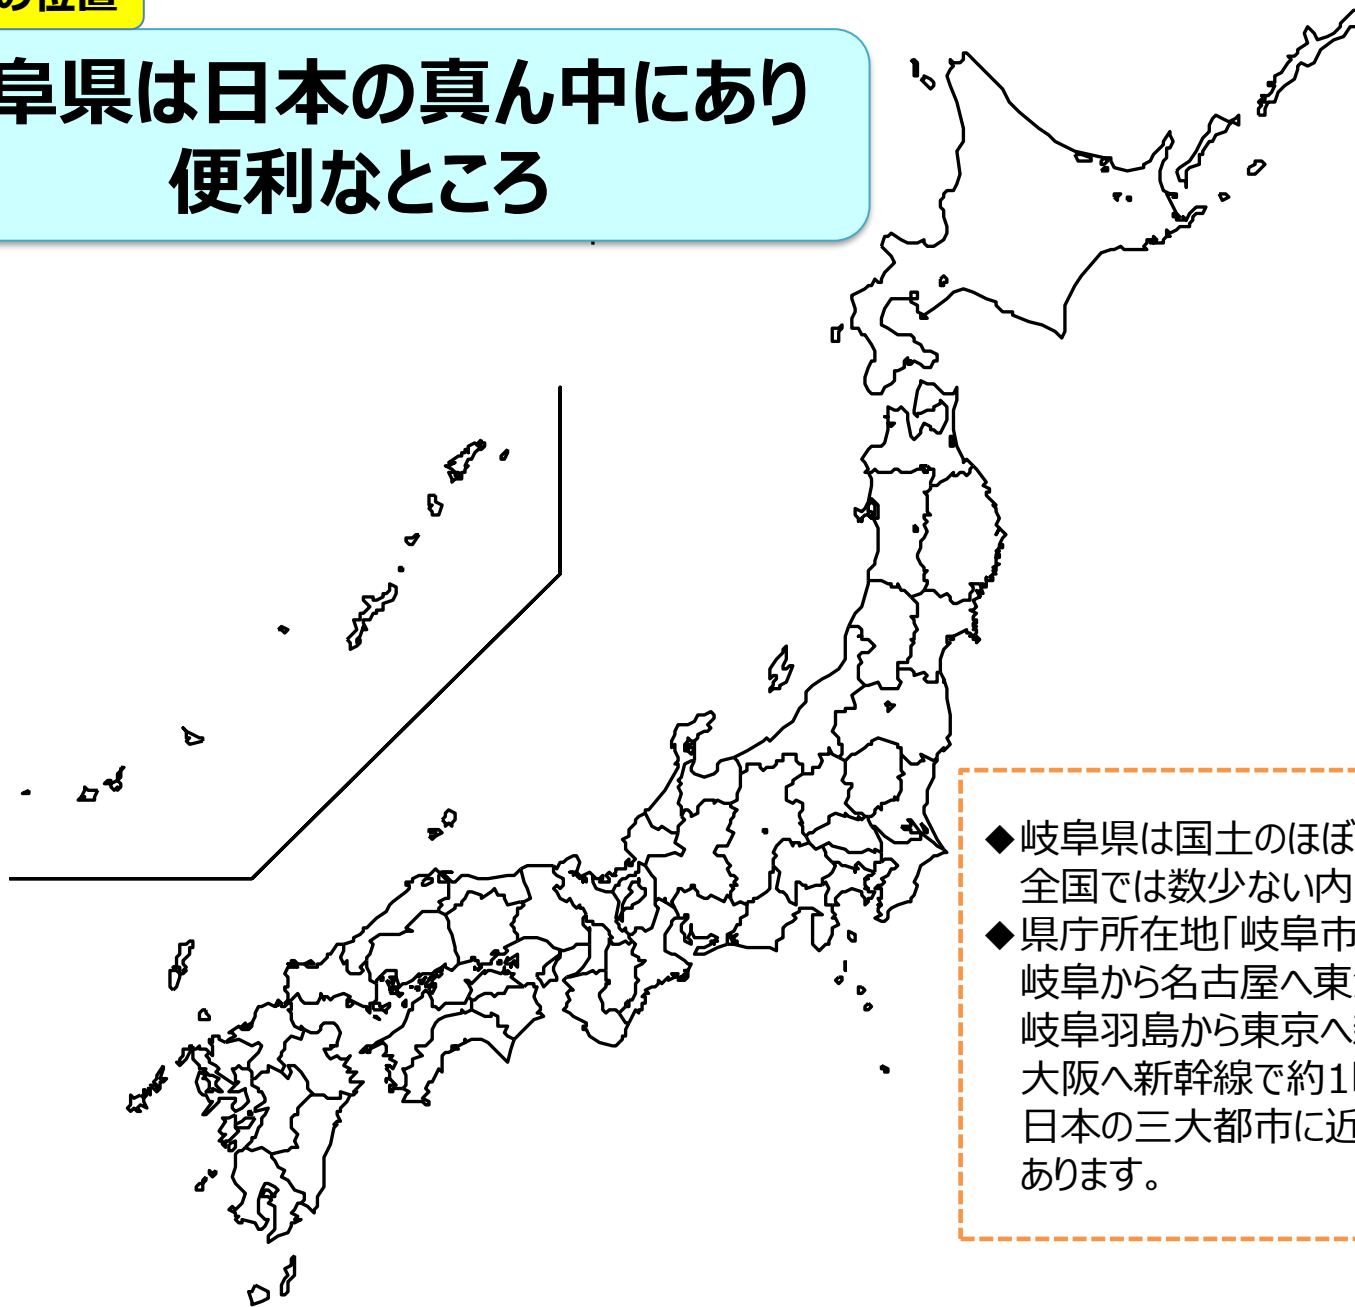 の位置
阜県は日本の真ん中にあり
便利なところ
◆岐阜県は国土のほぼ
全国では数少ない内
◆県庁所在地「岐阜市
岐阜から名古屋へ東
岐阜羽島から東京へ
大阪へ新幹線で約1
日本の三大都市に近
あります。